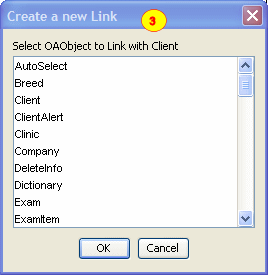 Create a new Link
3
Select OAObject to Link with Client
AutoSelect
Breed
Client
ClientAlert
Clinic
Company
DeleteInfo
Dictionary
Exam
ExamItem
OK Cancel